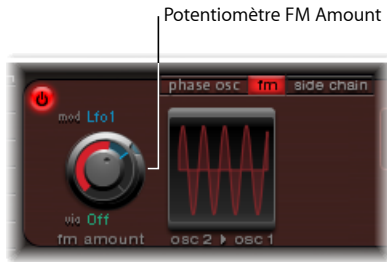 Potentiomètre FM Amount
phase osc fm side chain
mod Lfo1
via Off
fm amount osc 2 ▶ osc 1